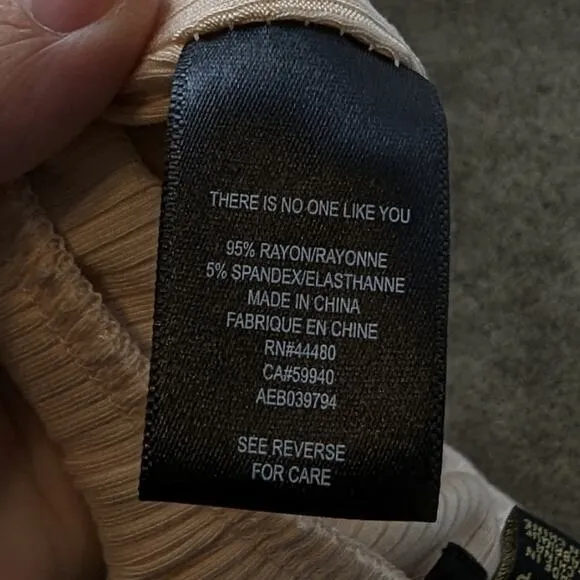 THERE IS NO ONE LIKE YOU
95% RAYON/RAYONNE
5% SPANDEX/ELASTHANNE
MADE IN CHINA
FABRIQUE EN CHINE
RN#44480
CA#59940
AEB039794
SEE REVERSE
FOR CARE